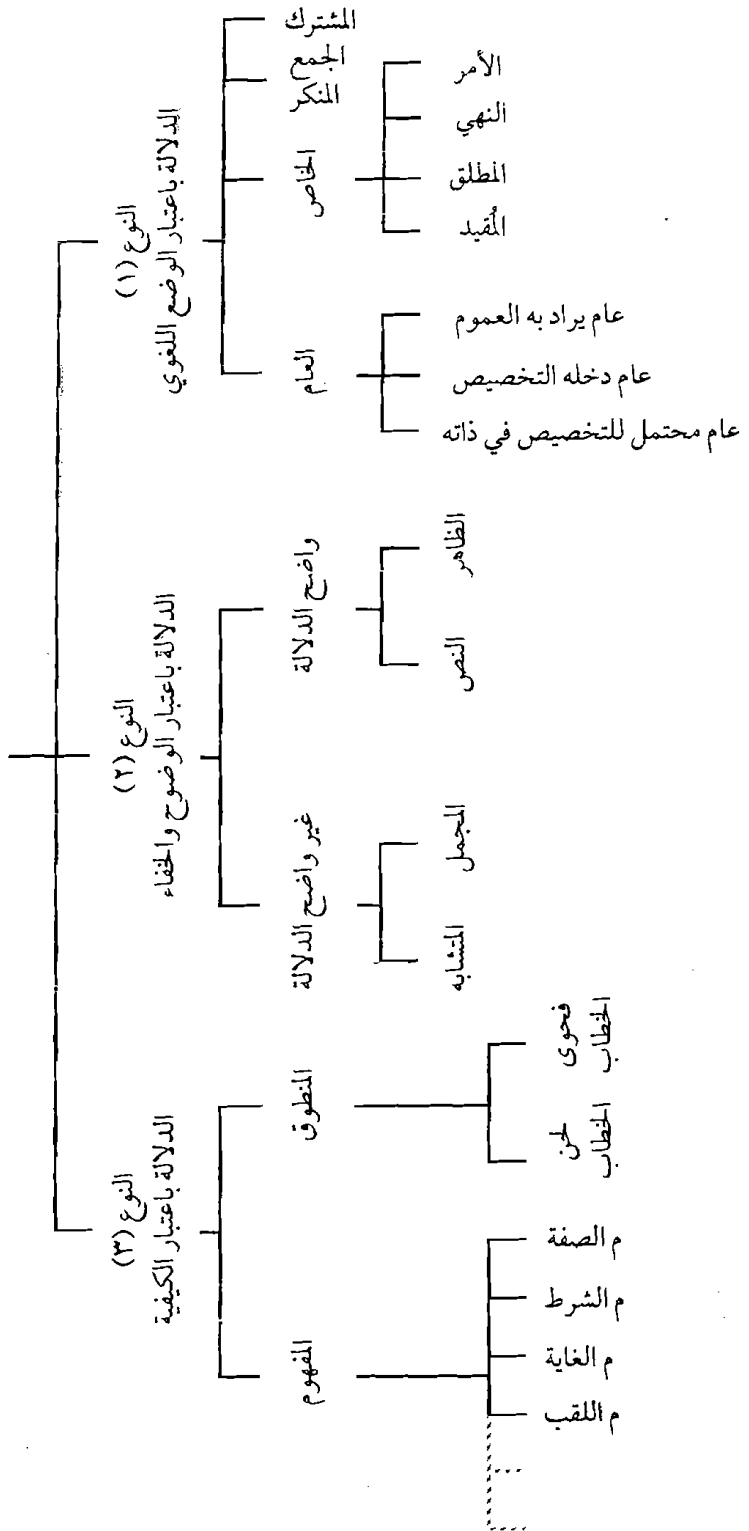 النوع (١)
الدلالة باعتبار الوضع اللغوي
المشترك
الجمع
المنكر
الخاص
الأمر
النهي
المطلق
المُقيد
العام
عام يراد به العموم
عام دخله التخصيص
عام محتمل للتخصيص في ذاته
النوع (٢)
الدلالة باعتبار الوضوح والخفاء
واضح الدلالة
الظاهر
النص
غير واضح الدلالة
المجمل
المتشابه
النوع (٣)
الدلالة باعتبار الكيفية
المنطوق
فحوى
الخطاب
لحن
الخطاب
المفهوم
م الصفة
م الشرط
م الغاية
م اللقب